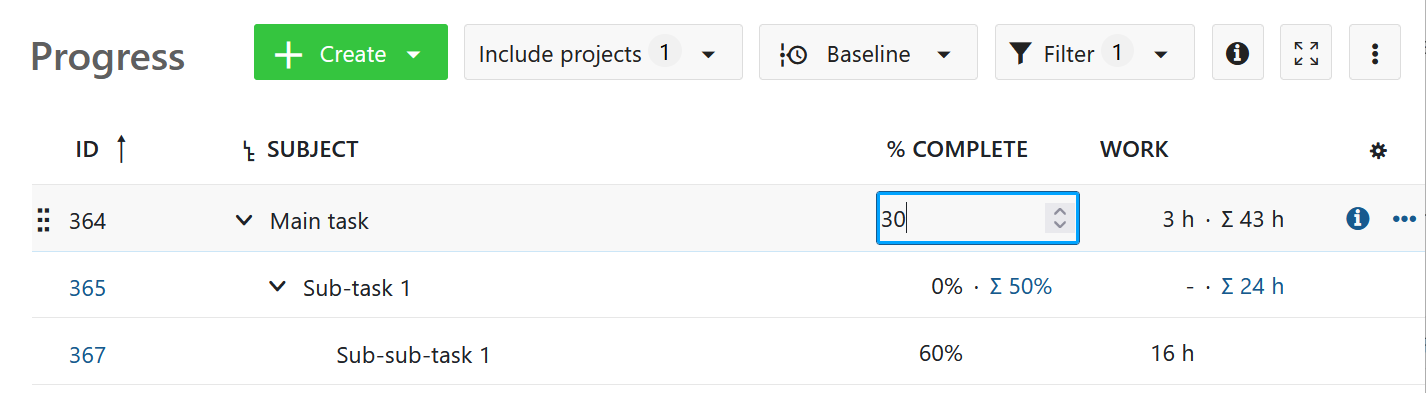 Progress Create Include projects 1 Baseline Filter 1
ID SUBJECT % COMPLETE WORK
364 Main task 30 3 h · Σ 43 h
365 Sub-task 1 0% · Σ 50% - · Σ 24 h
367 Sub-sub-task 1 60% 16 h